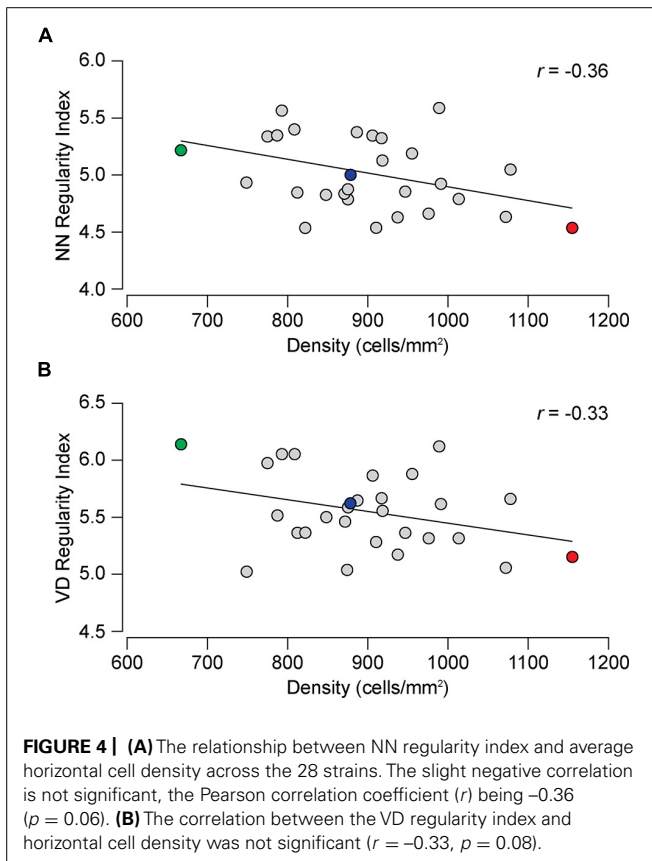 A
6.0
r = -0.36
5.5
5.0
4.5
4.0
NN Regularity Index
600 700 800 900 1000 1100 1200
Density (cells/mm²)
B
6.5
r = -0.33
6.0
5.5
5.0
4.5
VD Regularity Index
600 700 800 900 1000 1100 1200
Density (cells/mm²)
FIGURE 4 | (A) The relationship between NN regularity index and average
horizontal cell density across the 28 strains. The slight negative correlation
is not significant, the Pearson correlation coefficient (r) being –0.36
(p = 0.06). (B) The correlation between the VD regularity index and
horizontal cell density was not significant (r = –0.33, p = 0.08).